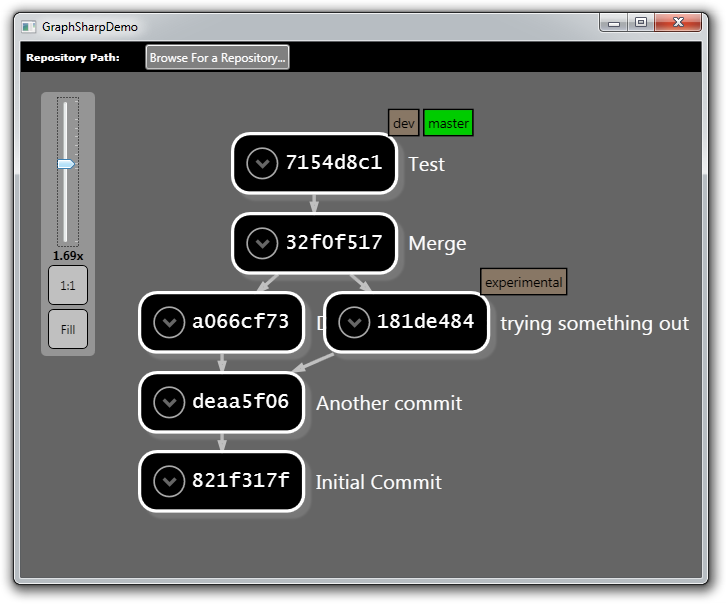 GraphSharpDemo
Repository Path: Browse For a Repository...
dev master
7154d8c1 Test
32f0f517 Merge
experimental
1.69x
1:1
a066cf73 181de484 trying something out
Fill
deaa5f06 Another commit
821f317f Initial Commit